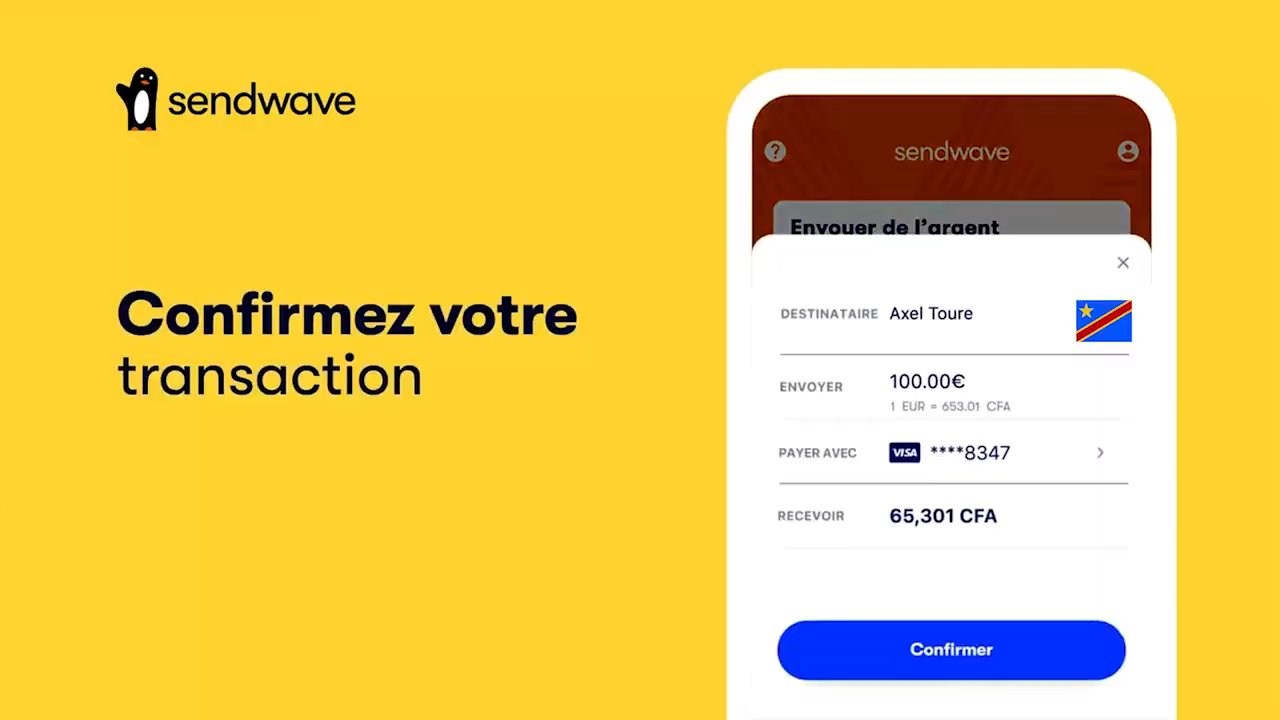 sendwave
Confirmez votre
transaction
sendwave
Envoyer de l'argent
DESTINATAIRE Axel Toure
ENVOYER 100.00€
1 EUR = 653.01 CFA
PAYER AVEC VISA ****8347
RECEVOIR 65,301 CFA
Confirmer